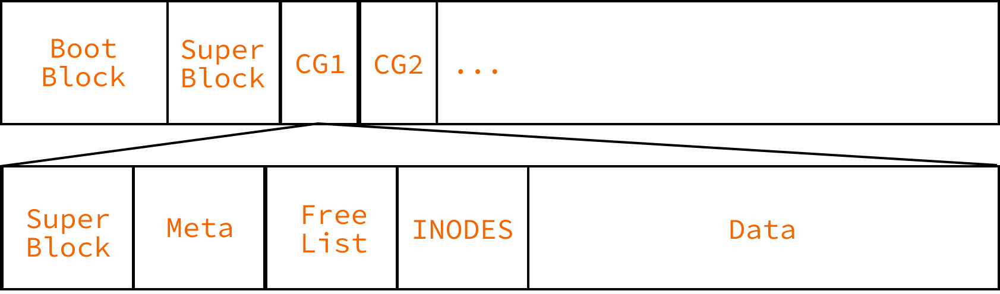 Boot
Block
Super
Block
CG1
CG2
...
Super
Block
Meta
Free
List
INODES
Data